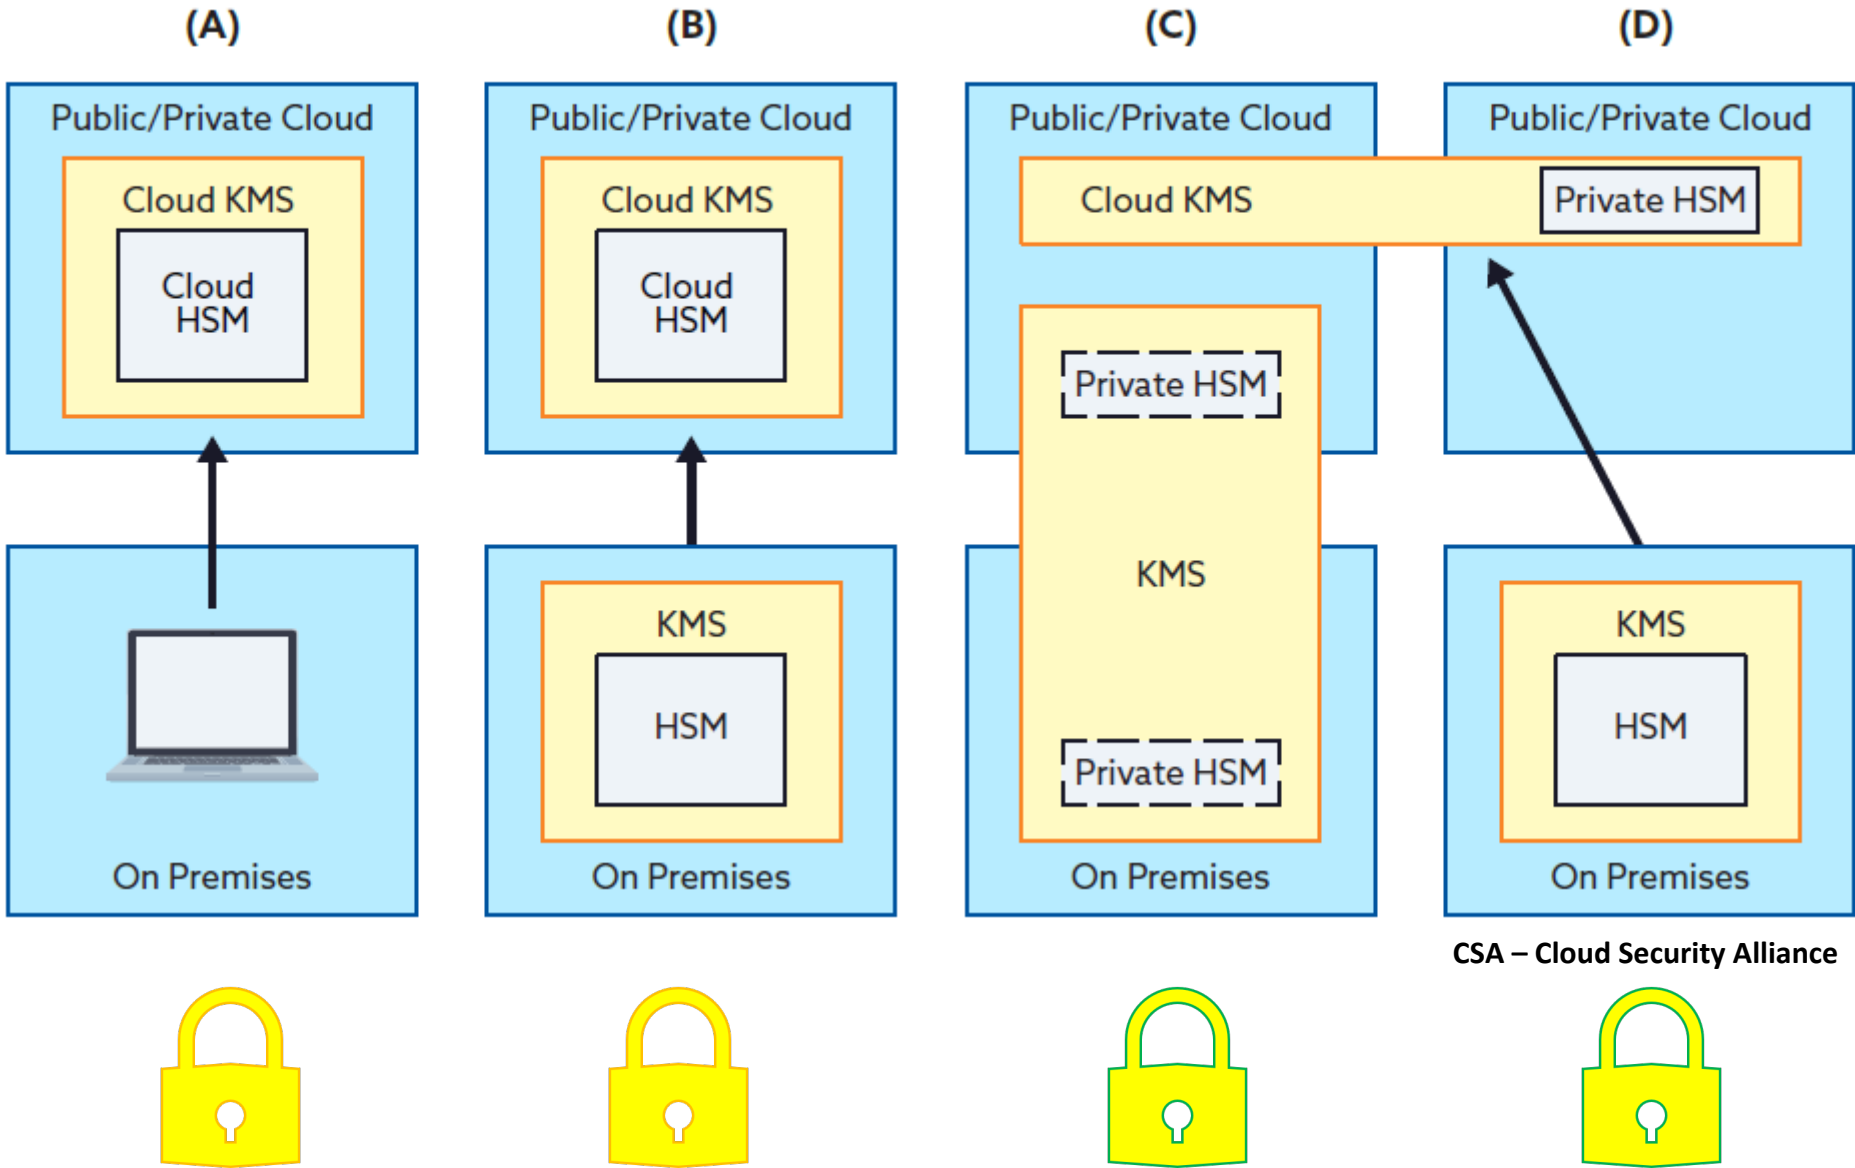 (A)
Public/Private Cloud
Cloud KMS
Cloud
HSM
On Premises
(B)
Public/Private Cloud
Cloud KMS
Cloud
HSM
KMS
HSM
On Premises
(C)
Public/Private Cloud
Cloud KMS
Private HSM
KMS
Private HSM
On Premises
(D)
Public/Private Cloud
Private HSM
KMS
HSM
On Premises
CSA – Cloud Security Alliance